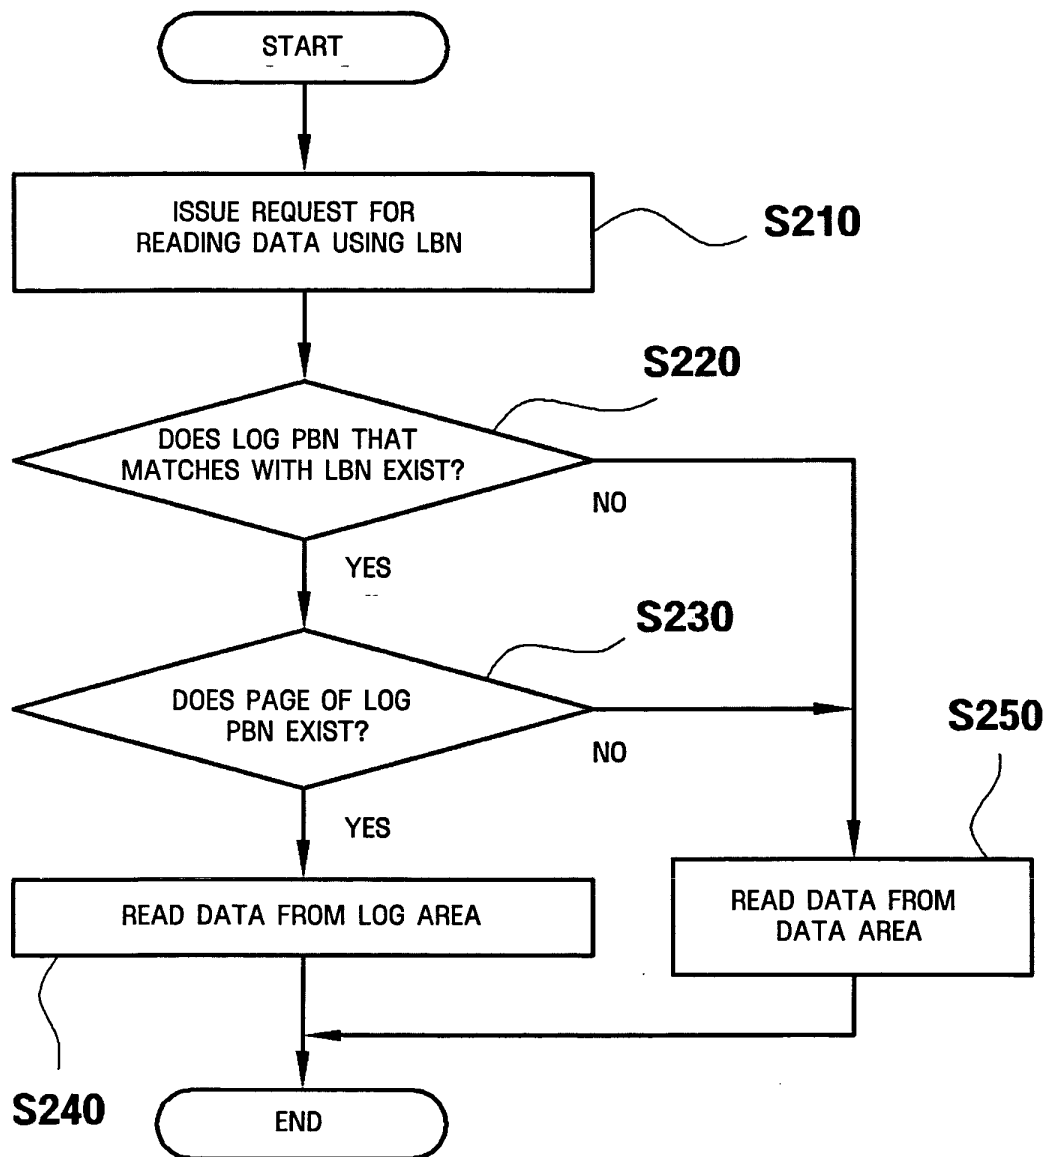 START
ISSUE REQUEST FOR
READING DATA USING LBN
S210
S220
DOES LOG PBN THAT
MATCHES WITH LBN EXIST?
NO
YES
S230
DOES PAGE OF LOG
PBN EXIST?
NO
S250
YES
READ DATA FROM LOG AREA
READ DATA FROM
DATA AREA
S240
END